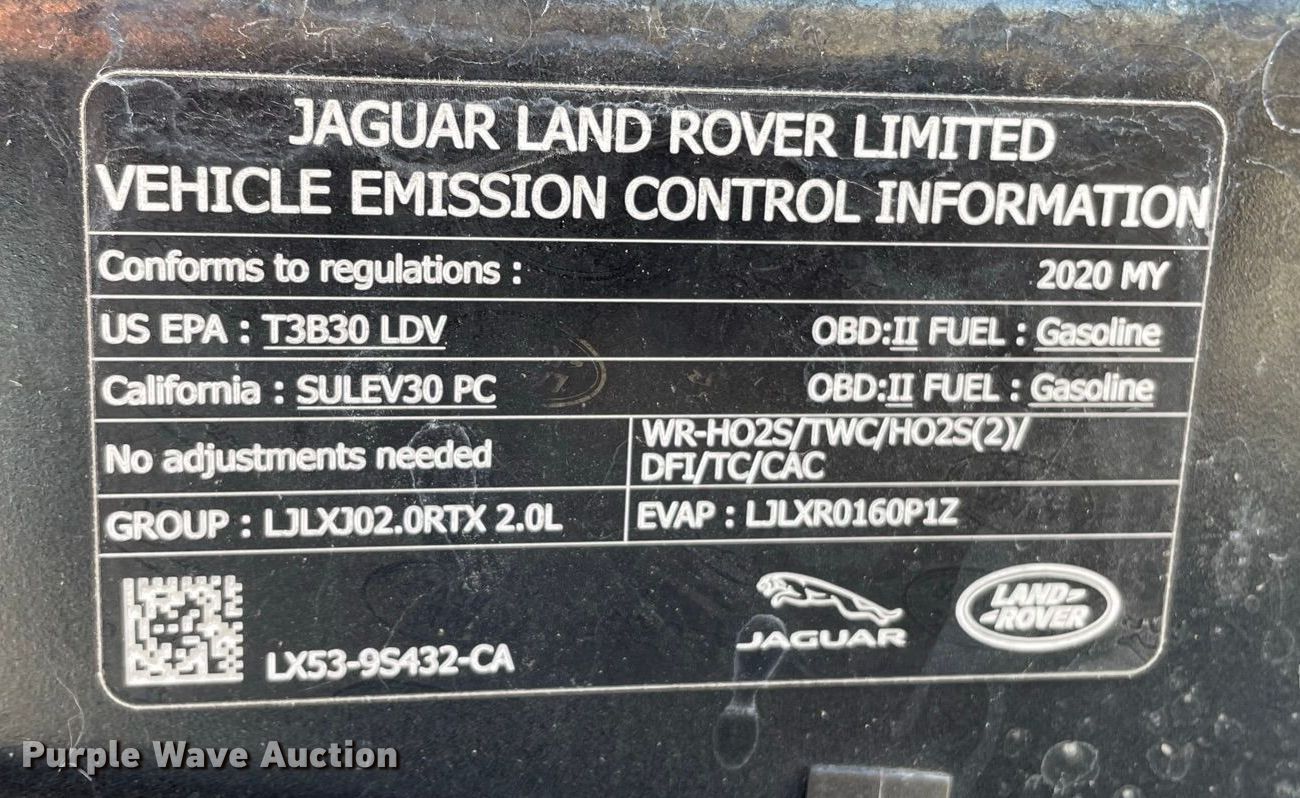 JAGUAR LAND ROVER LIMITED
VEHICLE EMISSION CONTROL INFORMATION
Conforms to regulations : 2020 MY
US EPA : T3B30 LDV OBD:II FUEL : Gasoline
California : SULEV30 PC OBD:II FUEL : Gasoline
No adjustments needed
WR-HO2S/TWC/HO2S(2)/
DFI/TC/CAC
GROUP : LJLXJ02.0RTX 2.0L EVAP : LJLXR0160P1Z
LX53-9S432-CA
JAGUAR
LAND-
-ROVER
Purple Wave Auction